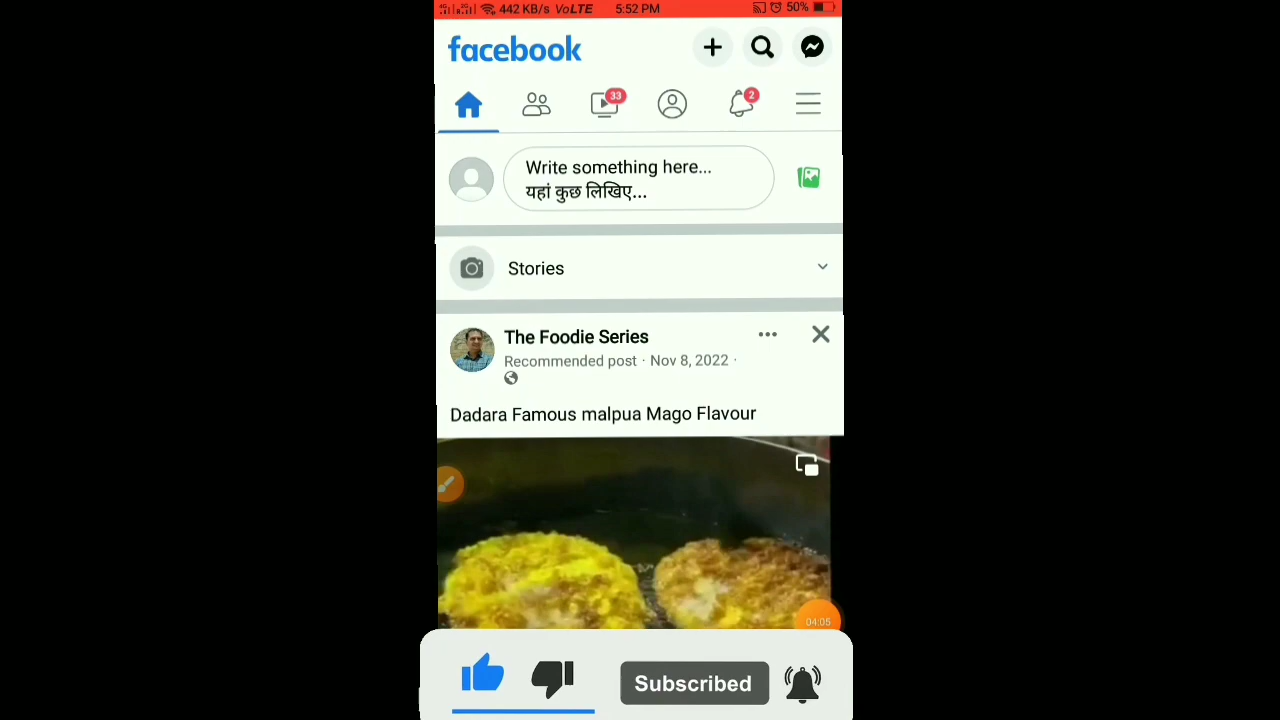 442 KB/s VoLTE 5:52 PM 50%
facebook
33
2
Write something here...
यहां कुछ लिखिए...
Stories
The Foodie Series
Recommended post · Nov 8, 2022 ·
Dadara Famous malpua Mago Flavour
04:05
Subscribed